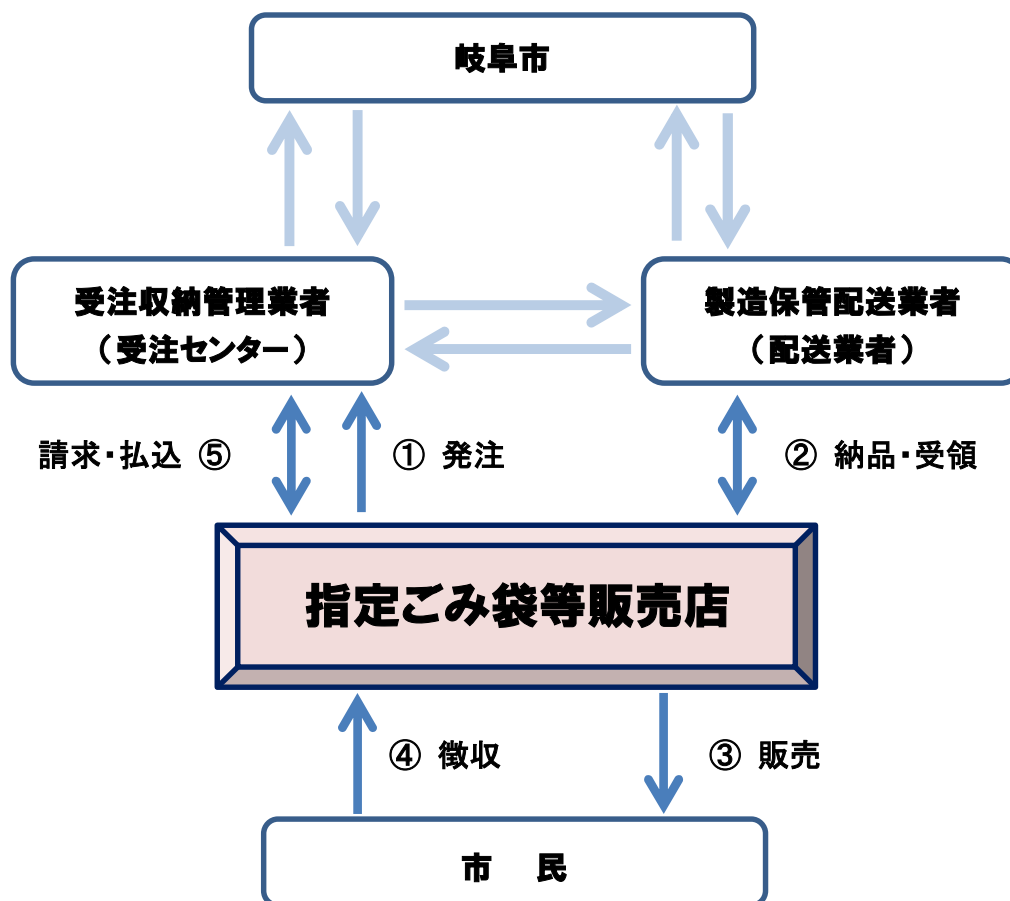 岐阜市
受注収納管理業者
（受注センター）
製造保管配送業者
（配送業者）
請求・払込 ⑤
① 発注
② 納品・受領
指定ごみ袋等販売店
④ 徴収
③ 販売
市　民